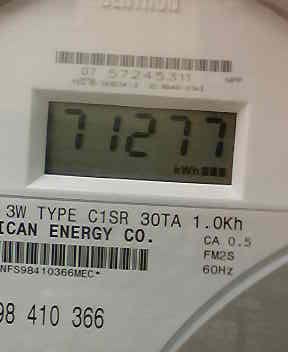 07 57245311
71277
kWh
3W TYPE C1SR 30TA 1.0Kh
ICAN ENERGY CO.
CA 0.5
FM2S
60Hz
NFS98410366MEC*
98 410 366